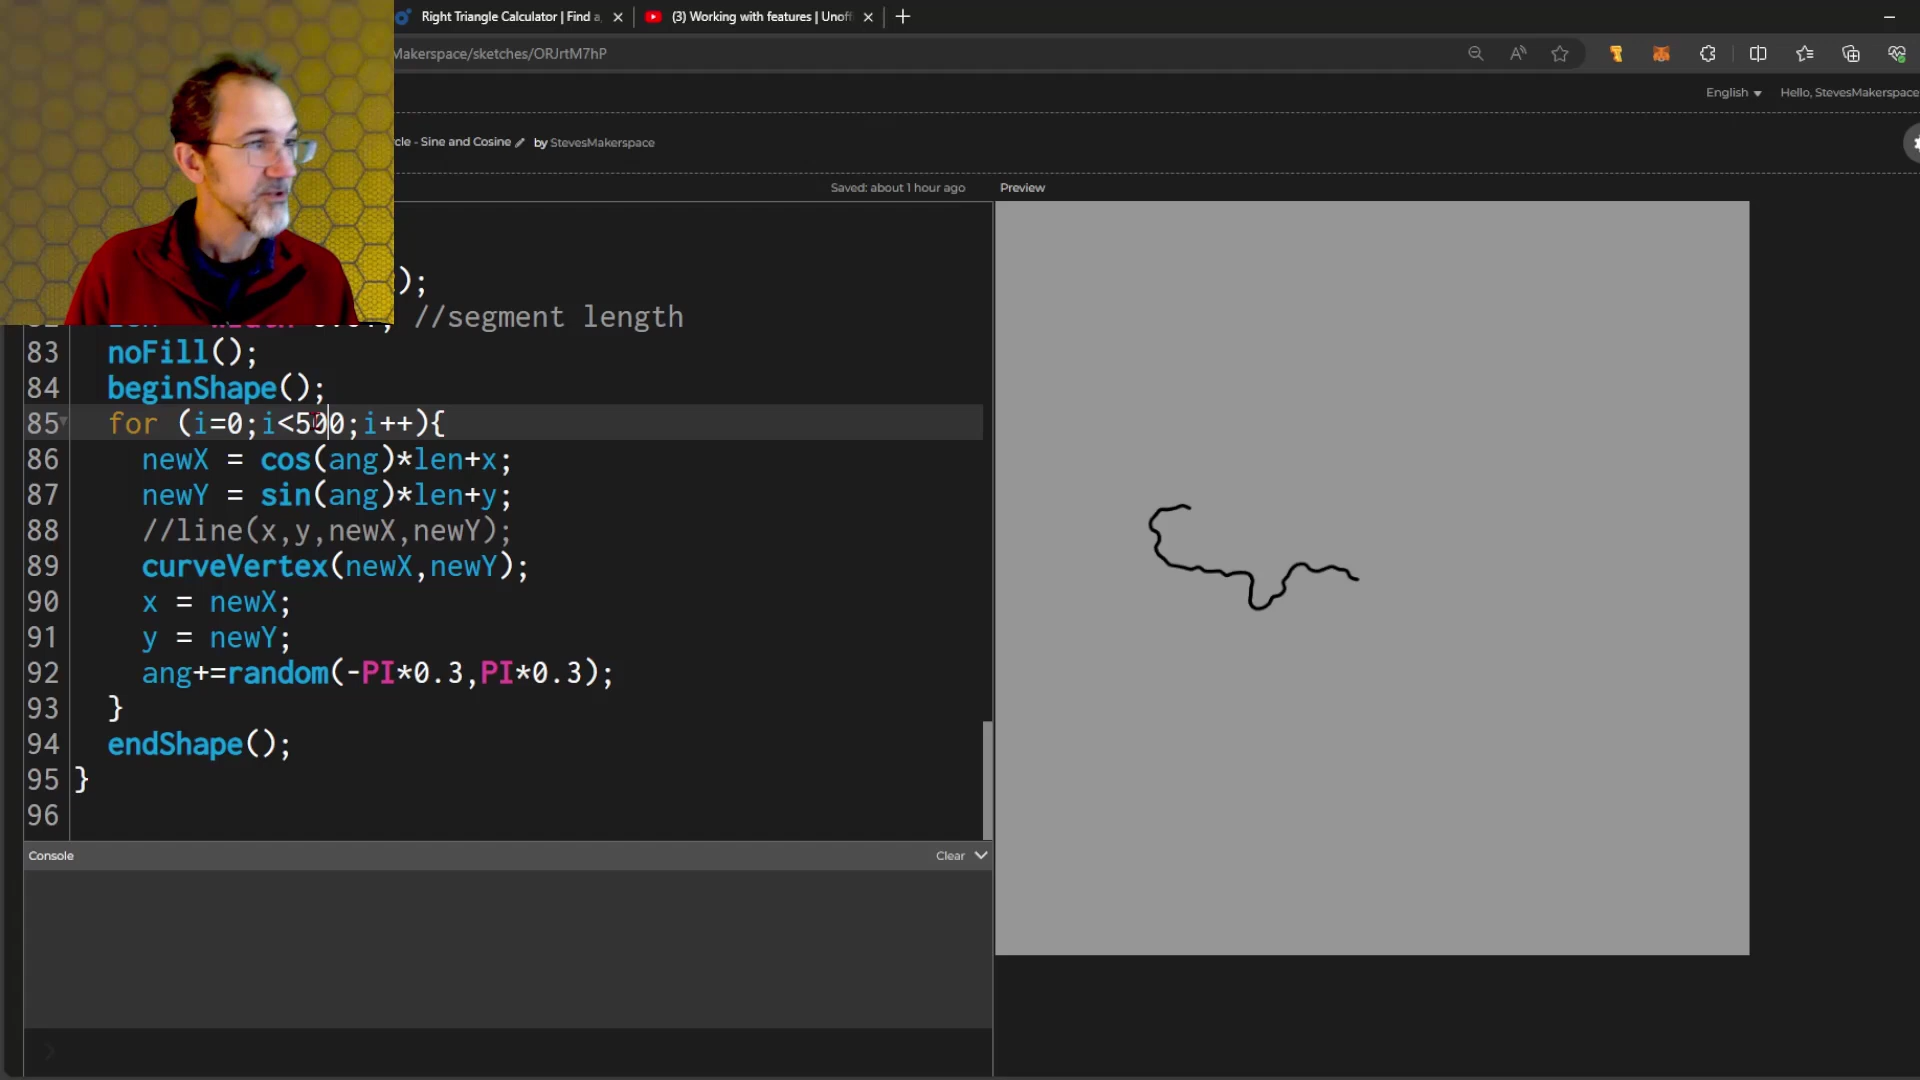 Right Triangle Calculator | Find a
(3) Working with features | Unoff
Makerspace/sketches/ORJrtM7hP
English
Hello, StevesMakerspace
cle - Sine and Cosine by StevesMakerspace
Saved: about 1 hour ago
Preview
);
//segment length
83 noFill();
84 beginShape();
85 for (i=0;i<500;i++){
86 newX = cos(ang)*len+x;
87 newY = sin(ang)*len+y;
88 //line(x,y,newX,newY);
89 curveVertex(newX,newY);
90 x = newX;
91 y = newY;
92 ang+=random(-PI*0.3,PI*0.3);
93 }
94 endShape();
95 }
96
Console
Clear